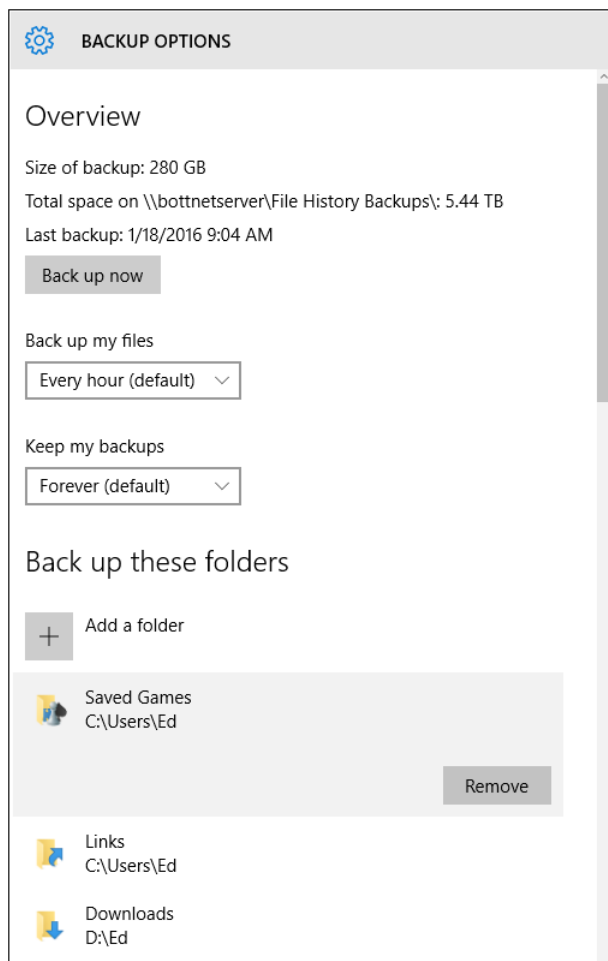 BACKUP OPTIONS
Overview
Size of backup: 280 GB
Total space on \\bottnetserver\File History Backups\: 5.44 TB
Last backup: 1/18/2016 9:04 AM
Back up now
Back up my files
Every hour (default)
Keep my backups
Forever (default)
Back up these folders
Add a folder
Saved Games
C:\Users\Ed
Remove
Links
C:\Users\Ed
Downloads
D:\Ed